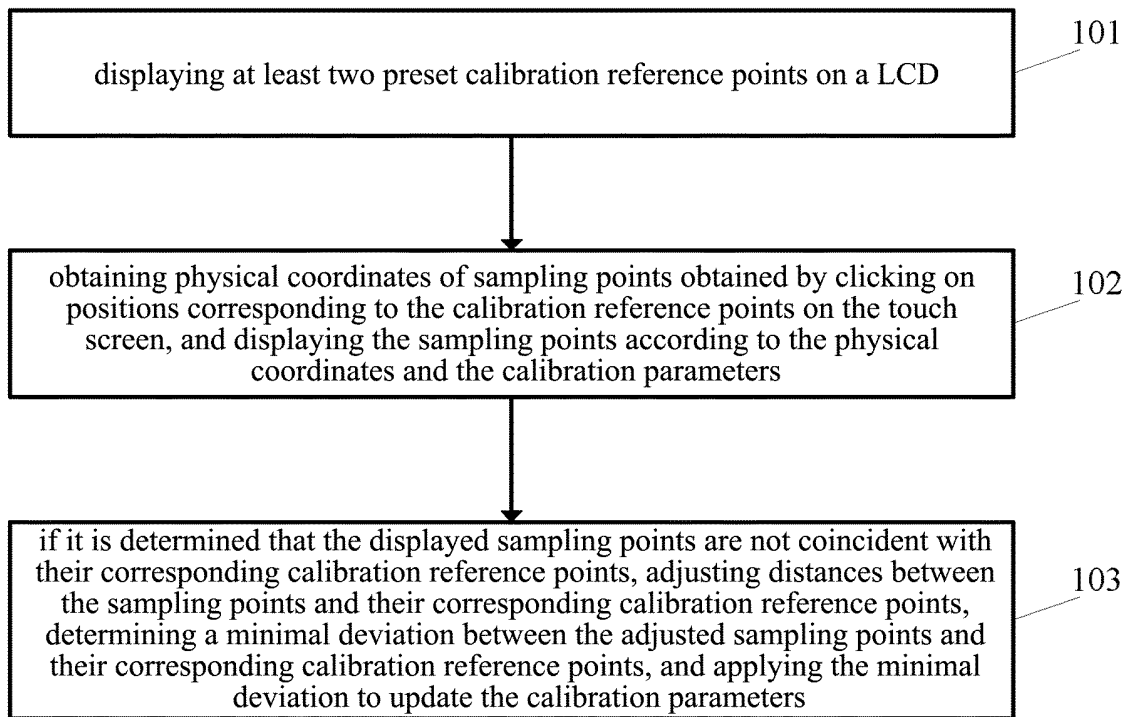 101
displaying at least two preset calibration reference points on a LCD
102
obtaining physical coordinates of sampling points obtained by clicking on
positions corresponding to the calibration reference points on the touch
screen, and displaying the sampling points according to the physical
coordinates and the calibration parameters
103
if it is determined that the displayed sampling points are not coincident with
their corresponding calibration reference points, adjusting distances between
the sampling points and their corresponding calibration reference points,
determining a minimal deviation between the adjusted sampling points and
their corresponding calibration reference points, and applying the minimal
deviation to update the calibration parameters